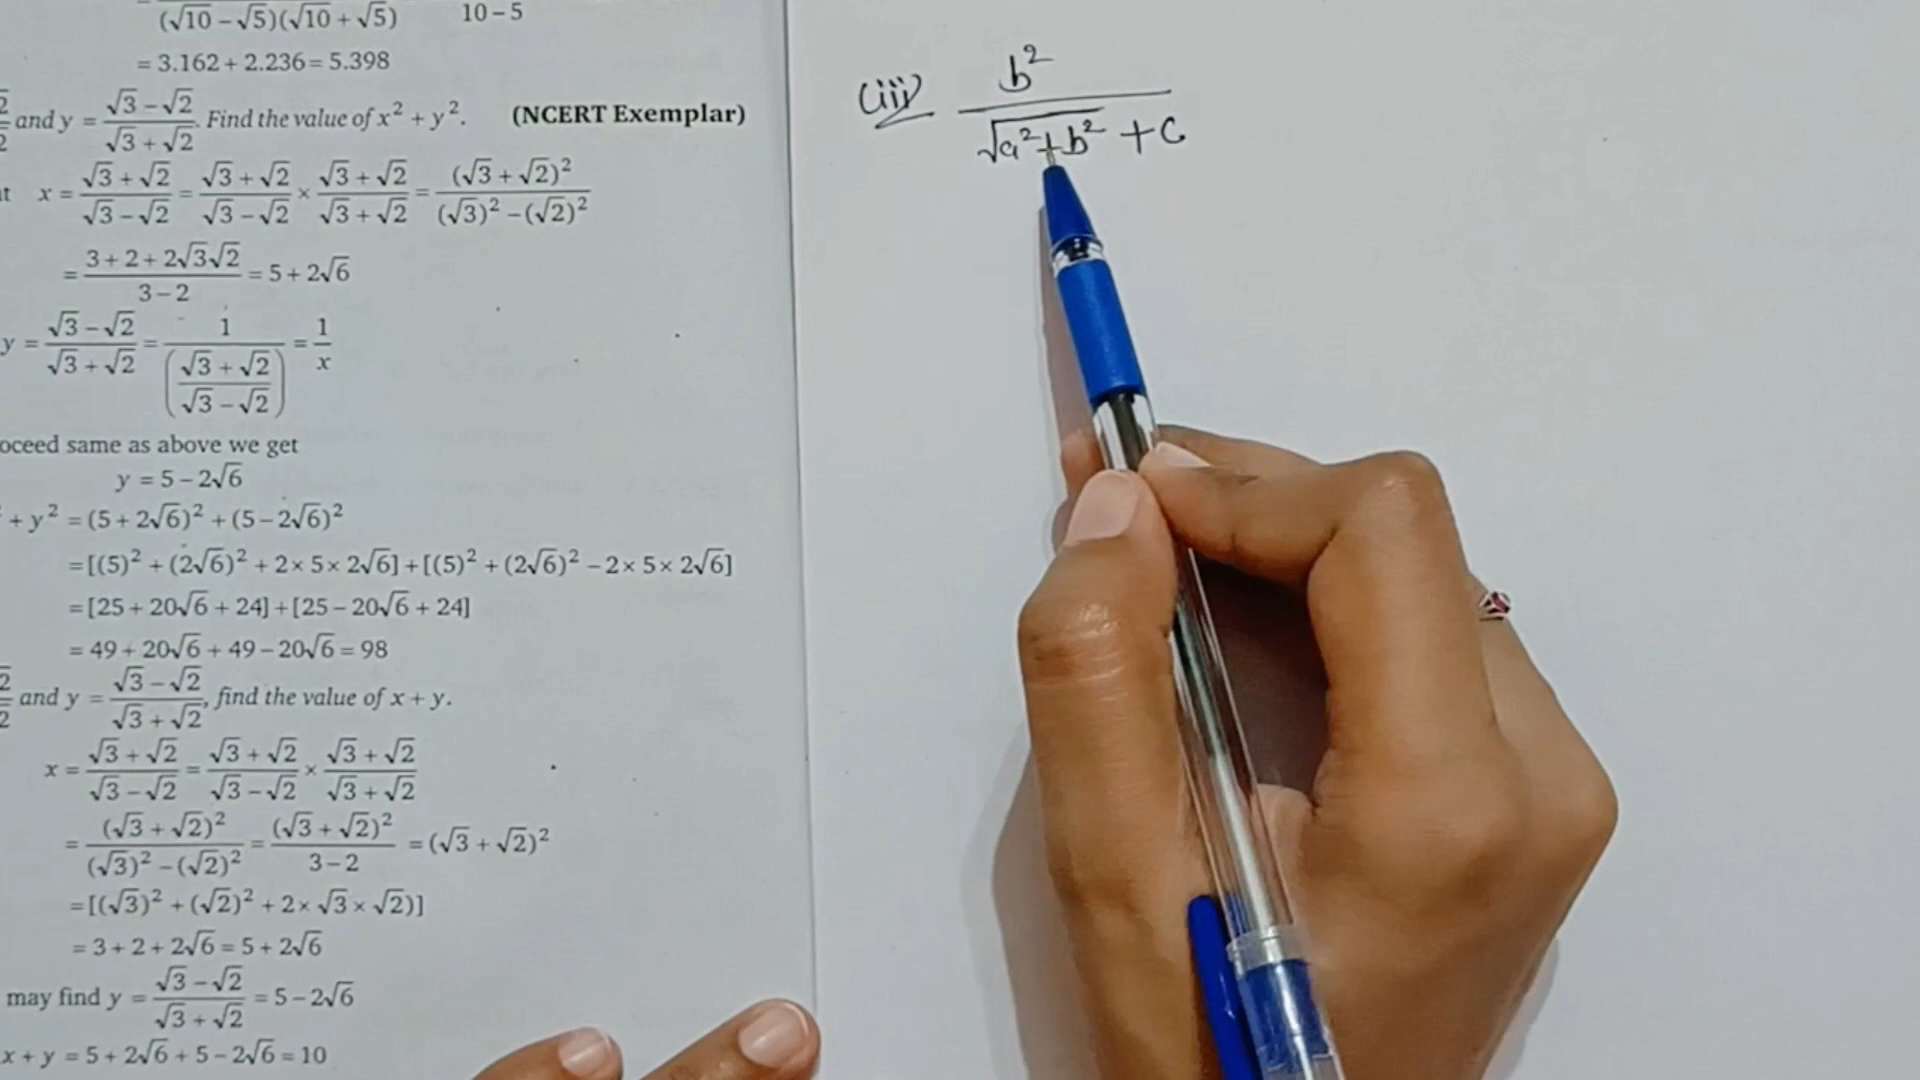 (√10 − √5)(√10 + √5) 10 − 5
= 3.162 + 2.236 = 5.398
and y = (√3 − √2)/(√3 + √2). Find the value of x² + y². (NCERT Exemplar)
x = (√3 + √2)/(√3 − √2) = (√3 + √2)/(√3 − √2) × (√3 + √2)/(√3 + √2) = (√3 + √2)²/((√3)² − (√2)²)
= (3 + 2 + 2√3√2)/(3 − 2) = 5 + 2√6
y = (√3 − √2)/(√3 + √2) = 1/((√3 + √2)/(√3 − √2)) = 1/x
oceed same as above we get
y = 5 − 2√6
+ y² = (5 + 2√6)² + (5 − 2√6)²
= [(5)² + (2√6)² + 2 × 5 × 2√6] + [(5)² + (2√6)² − 2 × 5 × 2√6]
= [25 + 20√6 + 24] + [25 − 20√6 + 24]
= 49 + 20√6 + 49 − 20√6 = 98
and y = (√3 − √2)/(√3 + √2), find the value of x + y.
x = (√3 + √2)/(√3 − √2) = (√3 + √2)/(√3 − √2) × (√3 + √2)/(√3 + √2)
= (√3 + √2)²/((√3)² − (√2)²) = (√3 + √2)²/(3 − 2) = (√3 + √2)²
= [(√3)² + (√2)² + 2 × √3 × √2)]
= 3 + 2 + 2√6 = 5 + 2√6
may find y = (√3 − √2)/(√3 + √2) = 5 − 2√6
x + y = 5 + 2√6 + 5 − 2√6 = 10
(iii) b²/(√(a² + b²) + c)